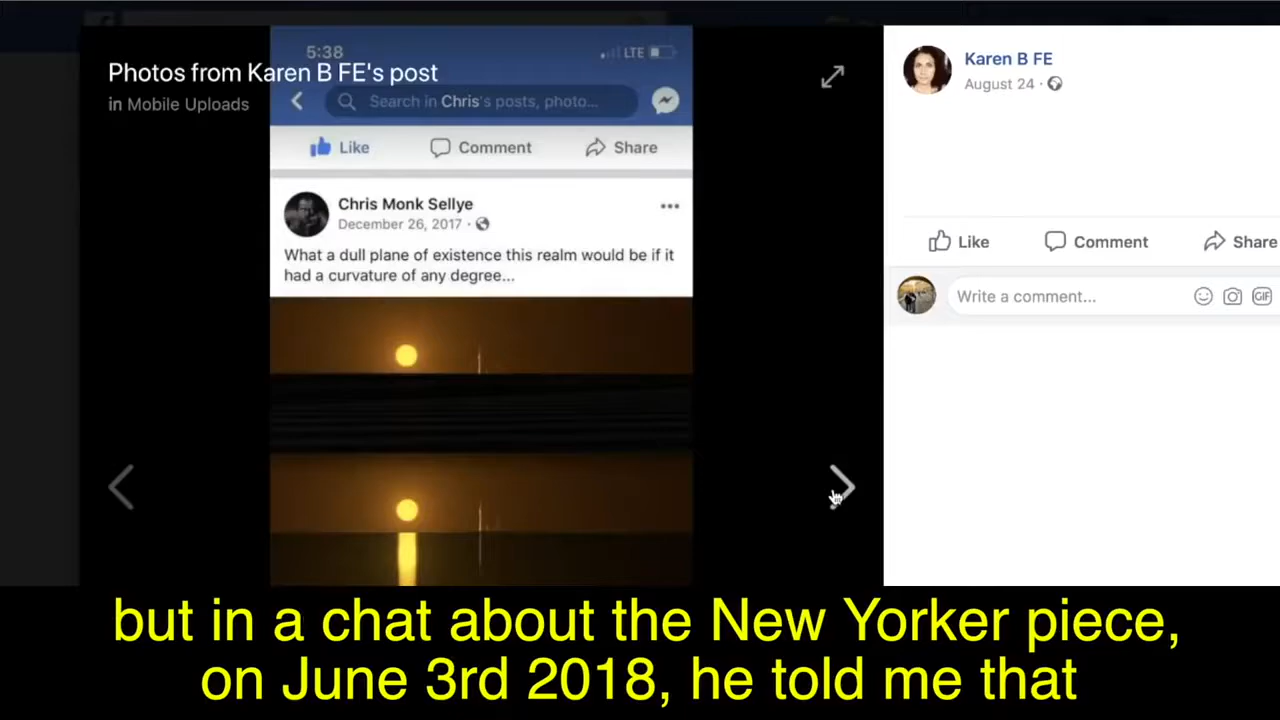 5:38
LTE
Photos from Karen B FE's post
in Mobile Uploads
Search in Chris's posts, photo...
Like Comment Share
Chris Monk Sellye
December 26, 2017
What a dull plane of existence this realm would be if it
had a curvature of any degree...
Karen B FE
August 24
Like Comment Share
Write a comment...
GIF
but in a chat about the New Yorker piece,
on June 3rd 2018, he told me that